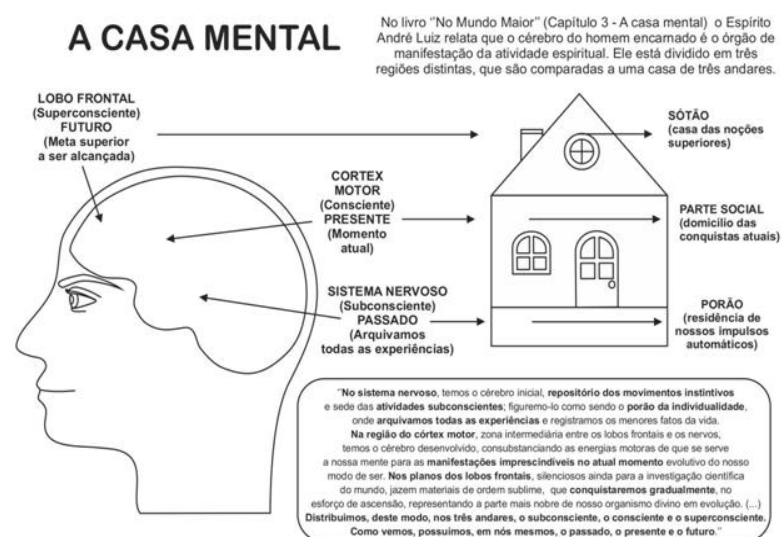 A CASA MENTAL
No livro "No Mundo Maior" (Capítulo 3 - A casa mental) o Espírito
André Luiz relata que o cérebro do homem encarnado é o órgão de
manifestação da atividade espiritual. Ele está dividido em três
regiões distintas, que são comparadas a uma casa de três andares.
LOBO FRONTAL
(Superconsciente)
FUTURO
(Meta superior
a ser alcançada)
CORTEX
MOTOR
(Consciente)
PRESENTE
(Momento
atual)
SISTEMA NERVOSO
(Subconsciente)
PASSADO
(Arquivamos
todas as experiências)
SÓTÃO
(casa das noções
superiores)
PARTE SOCIAL
(domicílio das
conquistas atuais)
PORÃO
(residência de
nossos impulsos
automáticos)
"No sistema nervoso, temos o cérebro inicial, repositório dos movimentos instintivos
e sede das atividades subconscientes; figuremo-lo como sendo o porão da individualidade,
onde arquivamos todas as experiências e registramos os menores fatos da vida.
Na região do córtex motor, zona intermediária entre os lobos frontais e os nervos,
temos o cérebro desenvolvido, consubstanciando as energias motoras de que se serve
a nossa mente para as manifestações imprescindíveis no atual momento evolutivo do nosso
modo de ser. Nos planos dos lobos frontais, silenciosos ainda para a investigação científica
do mundo, jazem materiais de ordem sublime, que conquistaremos gradualmente, no
esforço de ascensão, representando a parte mais nobre de nosso organismo divino em evolução. (...)
Distribuimos, deste modo, nos três andares, o subconsciente, o consciente e o superconsciente.
Como vemos, possuimos, em nós mesmos, o passado, o presente e o futuro."